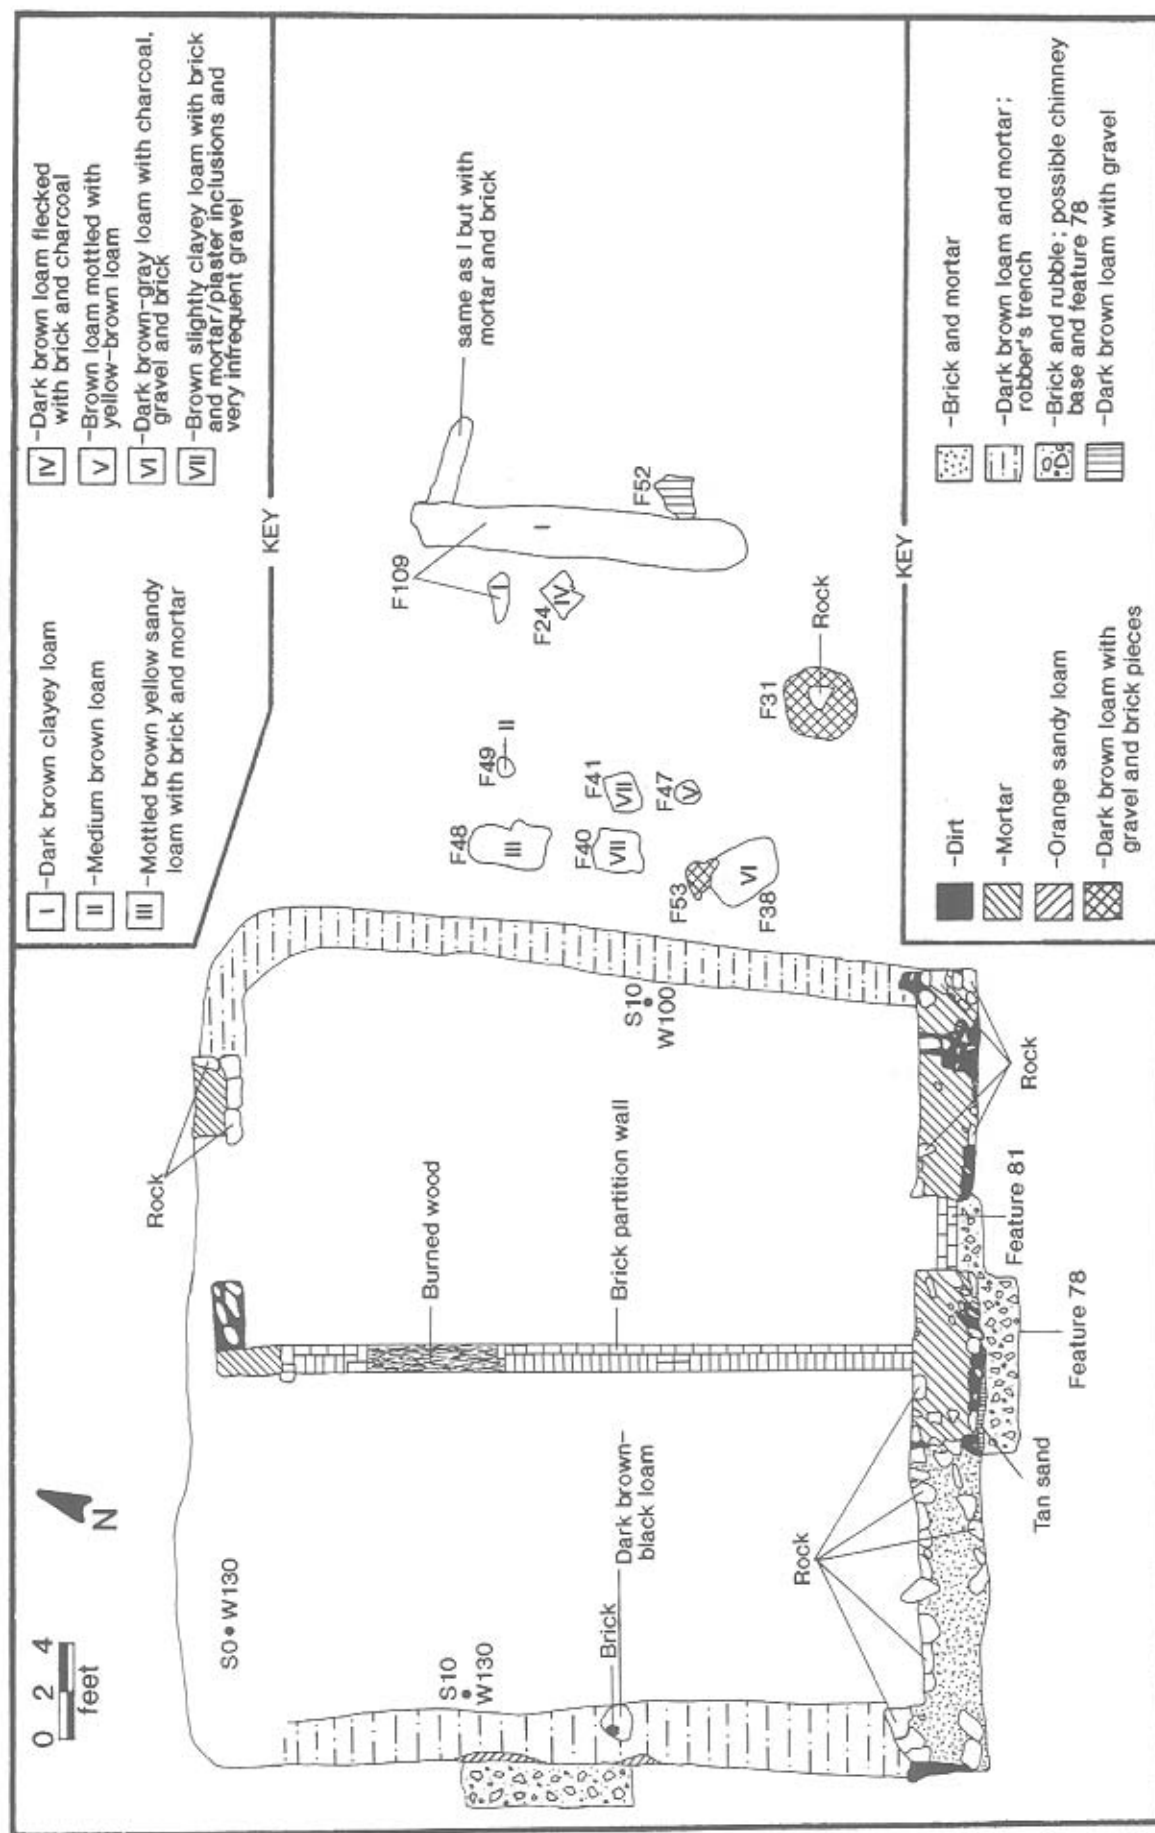 I -Dark brown clayey loam
II -Medium brown loam
III -Mottled brown yellow sandy
loam with brick and mortar
IV -Dark brown loam flecked
with brick and charcoal
V -Brown loam mottled with
yellow-brown loam
VI -Dark brown-gray loam with charcoal,
gravel and brick
VII -Brown slightly clayey loam with brick
and mortar/plaster inclusions and
very infrequent gravel
KEY
0 2 4
feet
N
S0 W130
S10
W130
Rock
Burned wood
Brick partition wall
Dark brown-
black loam
Brick
S10
W100
Rock
Rock
Tan sand
Feature 78
Feature 81
F48
III
F49
II
F40
VII
F41
VII
F47
V
F53
F38
VI
F31
Rock
F109
I
F24
IV
I
F52
same as I but with
mortar and brick
KEY
-Dirt
-Mortar
-Orange sandy loam
-Dark brown loam with
gravel and brick pieces
-Brick and mortar
-Dark brown loam and mortar;
robber's trench
-Brick and rubble; possible chimney
base and feature 78
-Dark brown loam with gravel